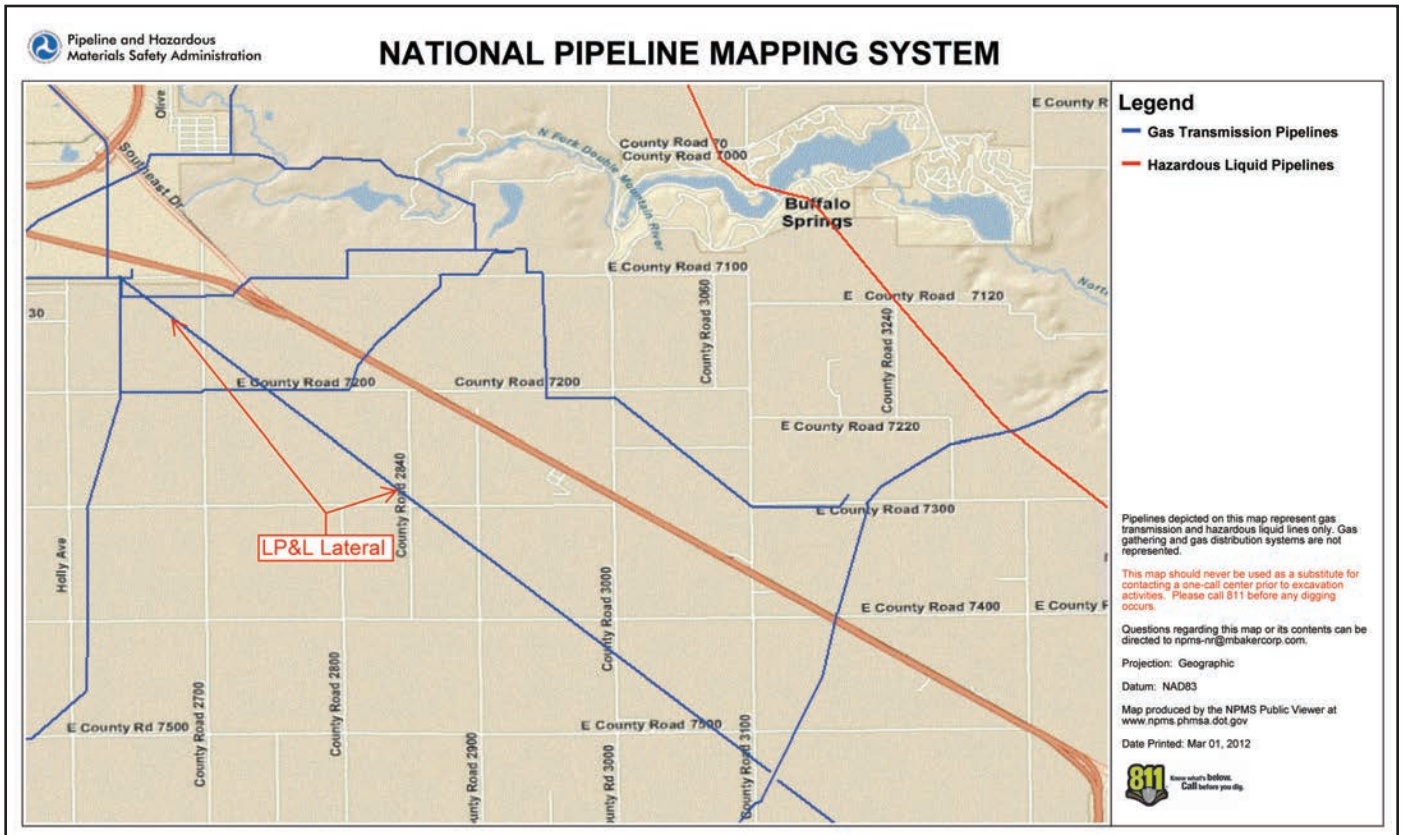 Pipeline and Hazardous
Materials Safety Administration
NATIONAL PIPELINE MAPPING SYSTEM
Olive
Southeast Dr
N Fork Double Mountain River
County Road 70
County Road 7000
E County R
Buffalo
Springs
E County Road 7100
County Road 3060
E County Road 7120
North
30
County Road 3240
E County Road 7200
County Road 7200
E County Road 7220
County Road 2840
E County Road 7300
LP&L Lateral
Holly Ave
County Road 3000
E County Road 7400
E County R
County Road 2700
County Road 2800
E County Rd 7500
E County Road 7500
County Road 3100
unty Road 2900
unty Rd 3000
Legend
Gas Transmission Pipelines
Hazardous Liquid Pipelines
Pipelines depicted on this map represent gas
transmission and hazardous liquid lines only. Gas
gathering and gas distribution systems are not
represented.
This map should never be used as a substitute for
contacting a one-call center prior to excavation
activities. Please call 811 before any digging
occurs.
Questions regarding this map or its contents can be
directed to npms-nr@mbakercorp.com.
Projection: Geographic
Datum: NAD83
Map produced by the NPMS Public Viewer at
www.npms.phmsa.dot.gov
Date Printed: Mar 01, 2012
811
Know what's below.
Call before you dig.